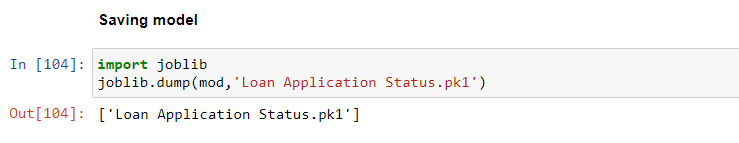 Saving model
In [104]: import joblib
joblib.dump(mod,'Loan Application Status.pk1')
Out[104]: ['Loan Application Status.pk1']